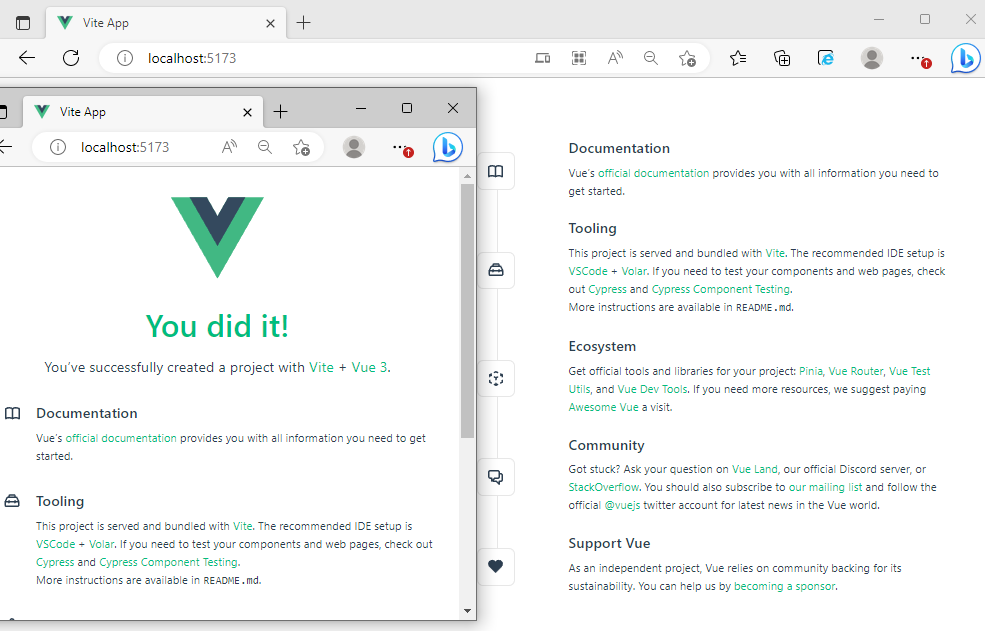 Vite App
localhost:5173
Vite App
localhost:5173
You did it!
You've successfully created a project with Vite + Vue 3.
Documentation
Vue's official documentation provides you with all information you need to get
started.
Tooling
This project is served and bundled with Vite. The recommended IDE setup is
VSCode + Volar. If you need to test your components and web pages, check out
Cypress and Cypress Component Testing.
More instructions are available in README.md.
Documentation
Vue's official documentation provides you with all information you need to
get started.
Tooling
This project is served and bundled with Vite. The recommended IDE setup is
VSCode + Volar. If you need to test your components and web pages, check
out Cypress and Cypress Component Testing.
More instructions are available in README.md.
Ecosystem
Get official tools and libraries for your project: Pinia, Vue Router, Vue Test
Utils, and Vue Dev Tools. If you need more resources, we suggest paying
Awesome Vue a visit.
Community
Got stuck? Ask your question on Vue Land, our official Discord server, or
StackOverflow. You should also subscribe to our mailing list and follow the
official @vuejs twitter account for latest news in the Vue world.
Support Vue
As an independent project, Vue relies on community backing for its
sustainability. You can help us by becoming a sponsor.